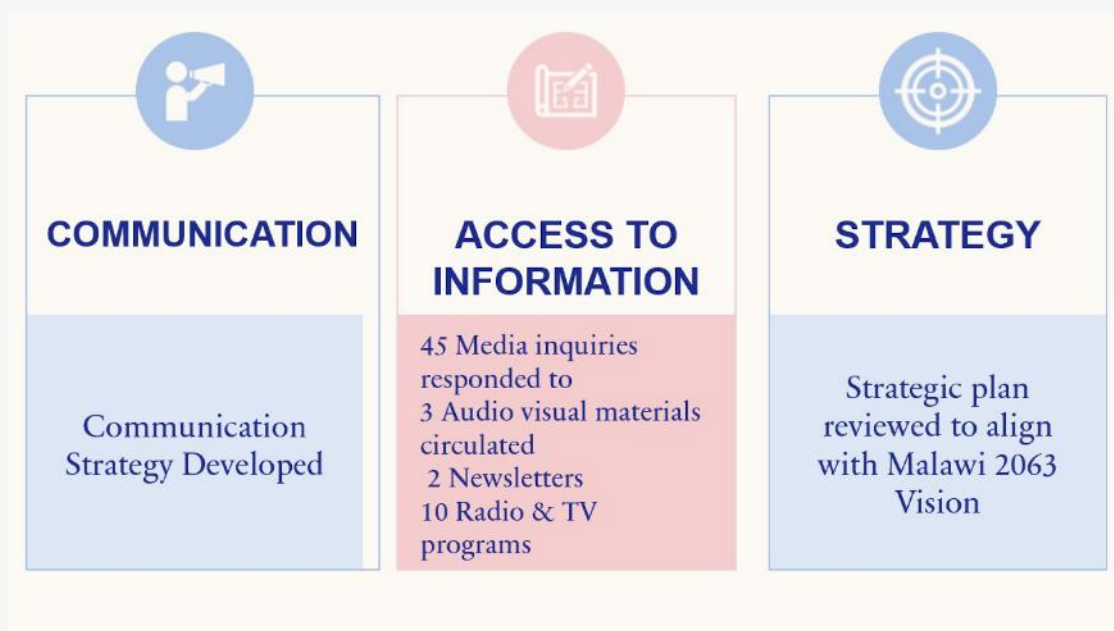 COMMUNICATION
Communication
Strategy Developed
ACCESS TO
INFORMATION
45 Media inquiries
responded to
3 Audio visual materials
circulated
2 Newsletters
10 Radio & TV
programs
STRATEGY
Strategic plan
reviewed to align
with Malawi 2063
Vision